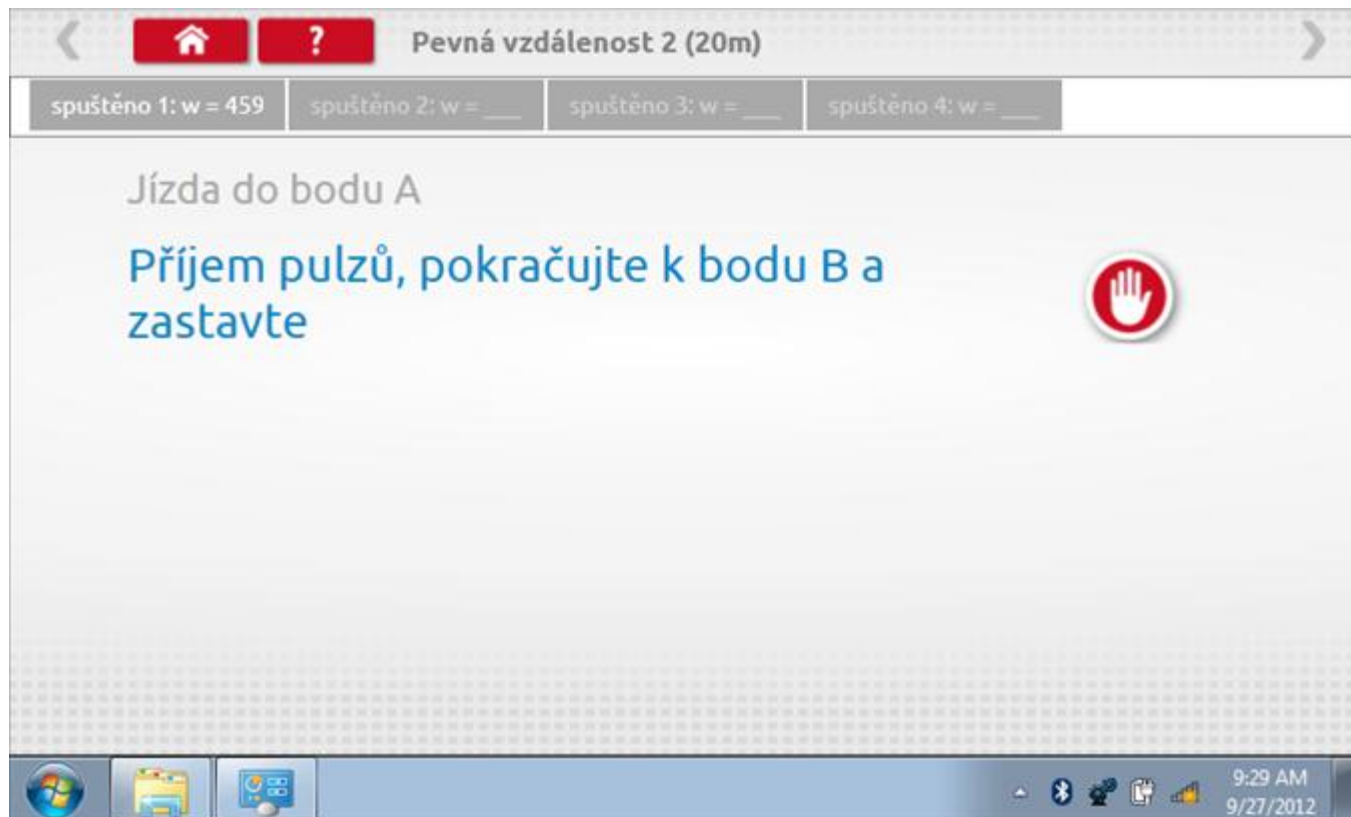 ? Pevná vzdálenost 2 (20m)
spuštěno 1: w = 459 spuštěno 2: w = ___ spuštěno 3: w = ___ spuštěno 4: w = ___
Jízda do bodu A
Příjem pulzů, pokračujte k bodu B a
zastavte
9:29 AM
9/27/2012